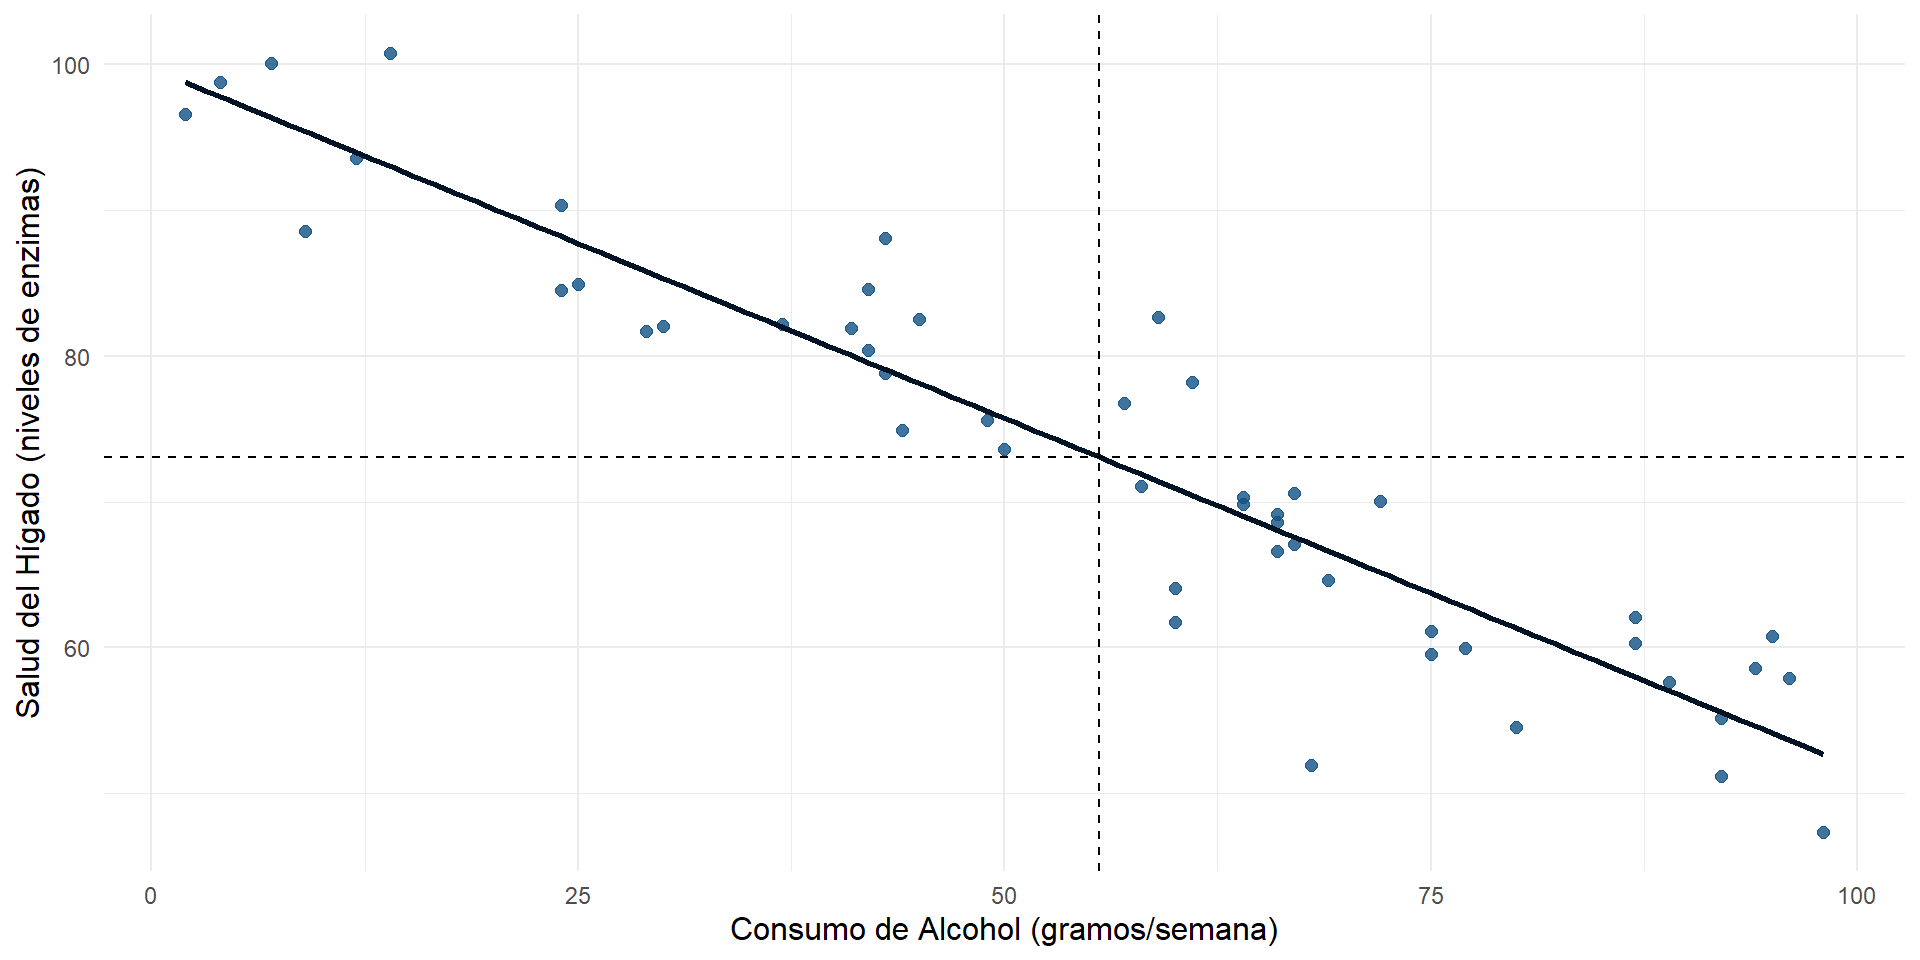 Salud del Hígado (niveles de enzimas)
100
80
60
0 25 50 75 100
Consumo de Alcohol (gramos/semana)